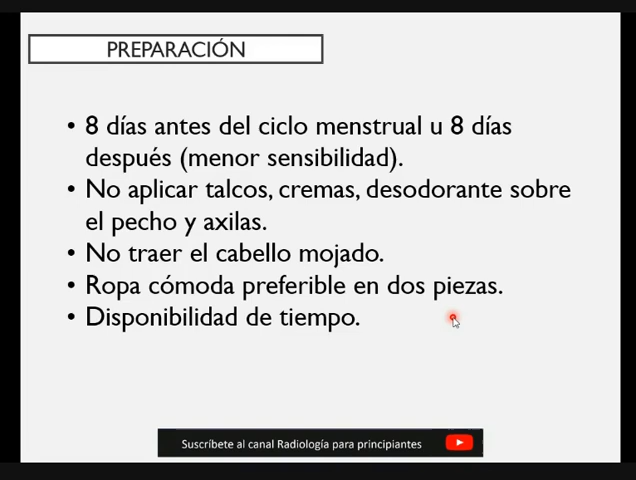 PREPARACIÓN
• 8 días antes del ciclo menstrual u 8 días
después (menor sensibilidad).
• No aplicar talcos, cremas, desodorante sobre
el pecho y axilas.
• No traer el cabello mojado.
• Ropa cómoda preferible en dos piezas.
• Disponibilidad de tiempo.
Suscríbete al canal Radiología para principiantes